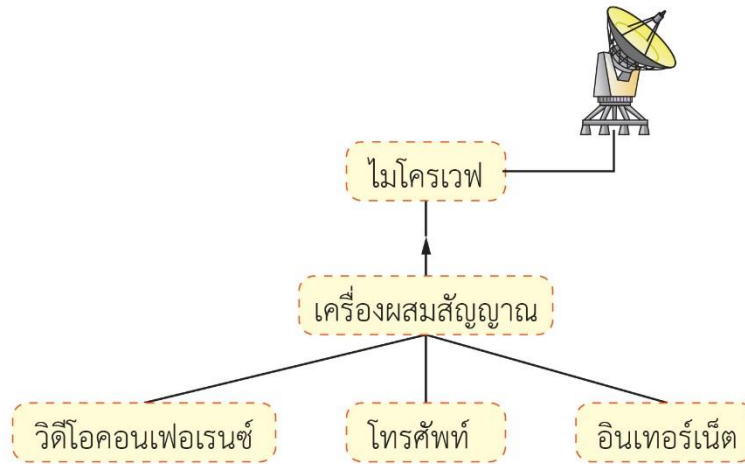 ไมโครเวฟ
เครื่องผสมสัญญาณ
วิดีโอคอนเฟอเรนซ์
โทรศัพท์
อินเทอร์เน็ต